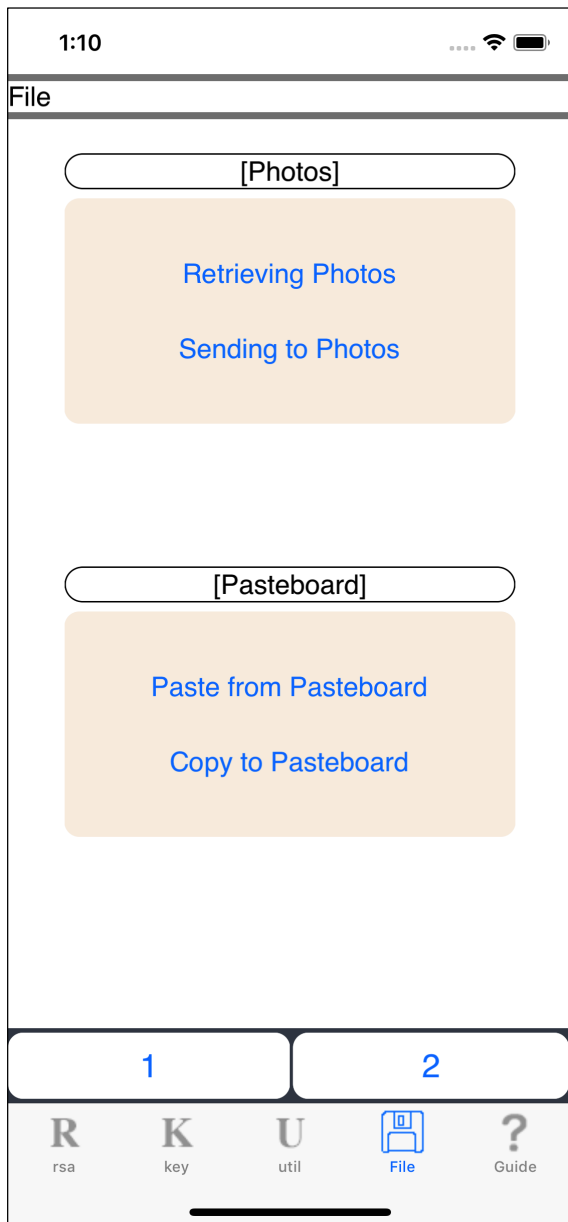 1:10
File
[Photos]
Retrieving Photos
Sending to Photos
[Pasteboard]
Paste from Pasteboard
Copy to Pasteboard
1 2
R K U ?
rsa key util File Guide